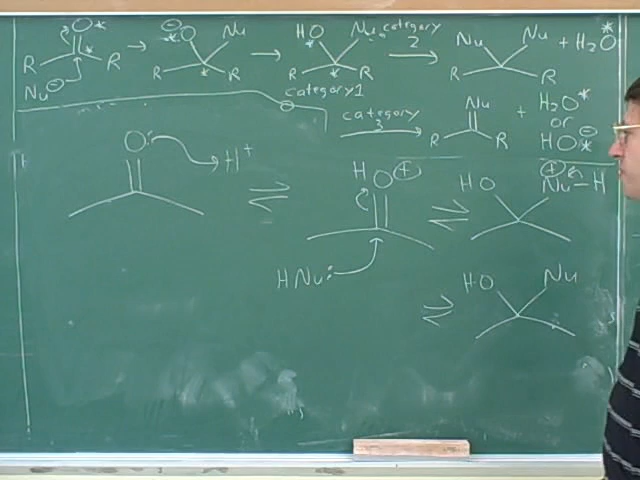 O* → ⊖O* Nu → HO* Nu category 2 → Nu Nu + H₂O*
R * R R * R R * R R R
Nu⊖
category 1
category 3 → Nu + H₂O*
R R or
HO⊖*
O: H⁺ ⇌ H O⊕ ⇌ HO ⊕Nu–H
HNu:
⇌ HO Nu